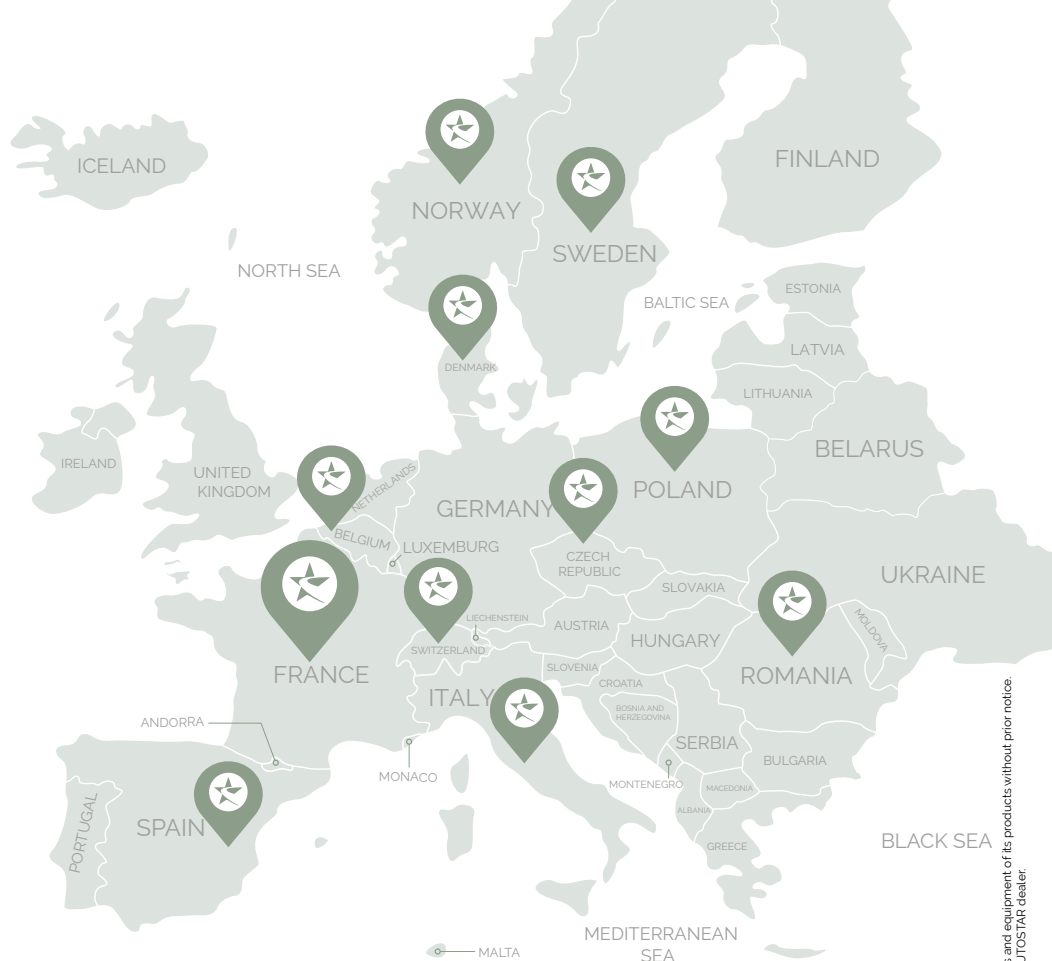 FINLAND
ICELAND
NORWAY
SWEDEN
NORTH SEA
ESTONIA
BALTIC SEA
LATVIA
DENMARK
LITHUANIA
BELARUS
IRELAND
UNITED
KINGDOM
NETHERLANDS
GERMANY
POLAND
BELGIUM
LUXEMBURG
CZECH
REPUBLIC
UKRAINE
SLOVAKIA
LIECHENSTEIN
AUSTRIA
MOLDOVA
HUNGARY
SWITZERLAND
SLOVENIA
FRANCE
ROMANIA
CROATIA
ITALY
BOSNIA AND
HERZEGOVINA
ANDORRA
SERBIA
BULGARIA
MONACO
MONTENEGRO
MACEDONIA
ALBANIA
SPAIN
PORTUGAL
GREECE
BLACK SEA
MEDITERRANEAN
SEA
MALTA
and equipment of its products without prior notice.
UTOSTAR dealer.